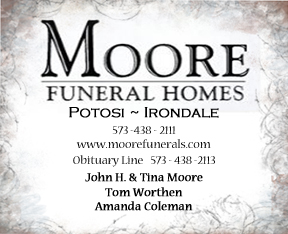 MOORE
FUNERAL HOMES
POTOSI ~ IRONDALE
573-438-2111
www.moorefunerals.com
Obituary Line 573-438-2113
John H. & Tina Moore
Tom Worthen
Amanda Coleman